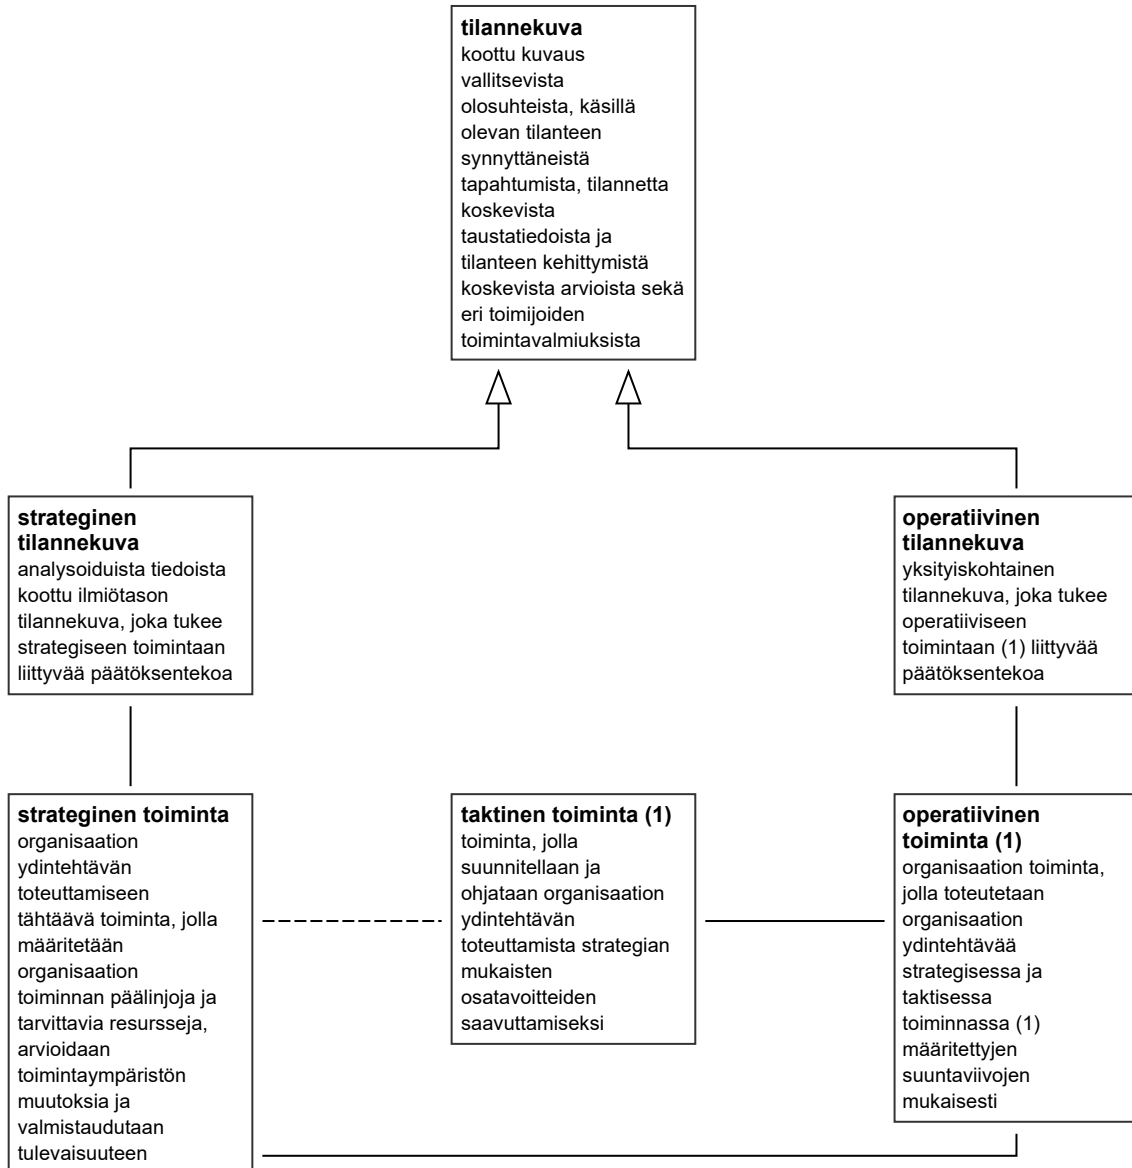 tilannekuva
koottu kuvaus
vallitsevista
olosuhteista, käsillä
olevan tilanteen
synnyttäneistä
tapahtumista, tilannetta
koskevista
taustatiedoista ja
tilanteen kehittymistä
koskevista arvioista sekä
eri toimijoiden
toimintavalmiuksista
strateginen
tilannekuva
analysoiduista tiedoista
koottu ilmiötason
tilannekuva, joka tukee
strategiseen toimintaan
liittyvää päätöksentekoa
operatiivinen
tilannekuva
yksityiskohtainen
tilannekuva, joka tukee
operatiiviseen
toimintaan (1) liittyvää
päätöksentekoa
strateginen toiminta
organisaation
ydintehtävän
toteuttamiseen
tähtäävä toiminta, jolla
määritetään
organisaation
toiminnan päälinjoja ja
tarvittavia resursseja,
arvioidaan
toimintaympäristön
muutoksia ja
valmistaudutaan
tulevaisuuteen
taktinen toiminta (1)
toiminta, jolla
suunnitellaan ja
ohjataan organisaation
ydintehtävän
toteuttamista strategian
mukaisten
osatavoitteiden
saavuttamiseksi
operatiivinen
toiminta (1)
organisaation toiminta,
jolla toteutetaan
organisaation
ydintehtävää
strategisessa ja
taktisessa
toiminnassa (1)
määritettyjen
suuntaviivojen
mukaisesti